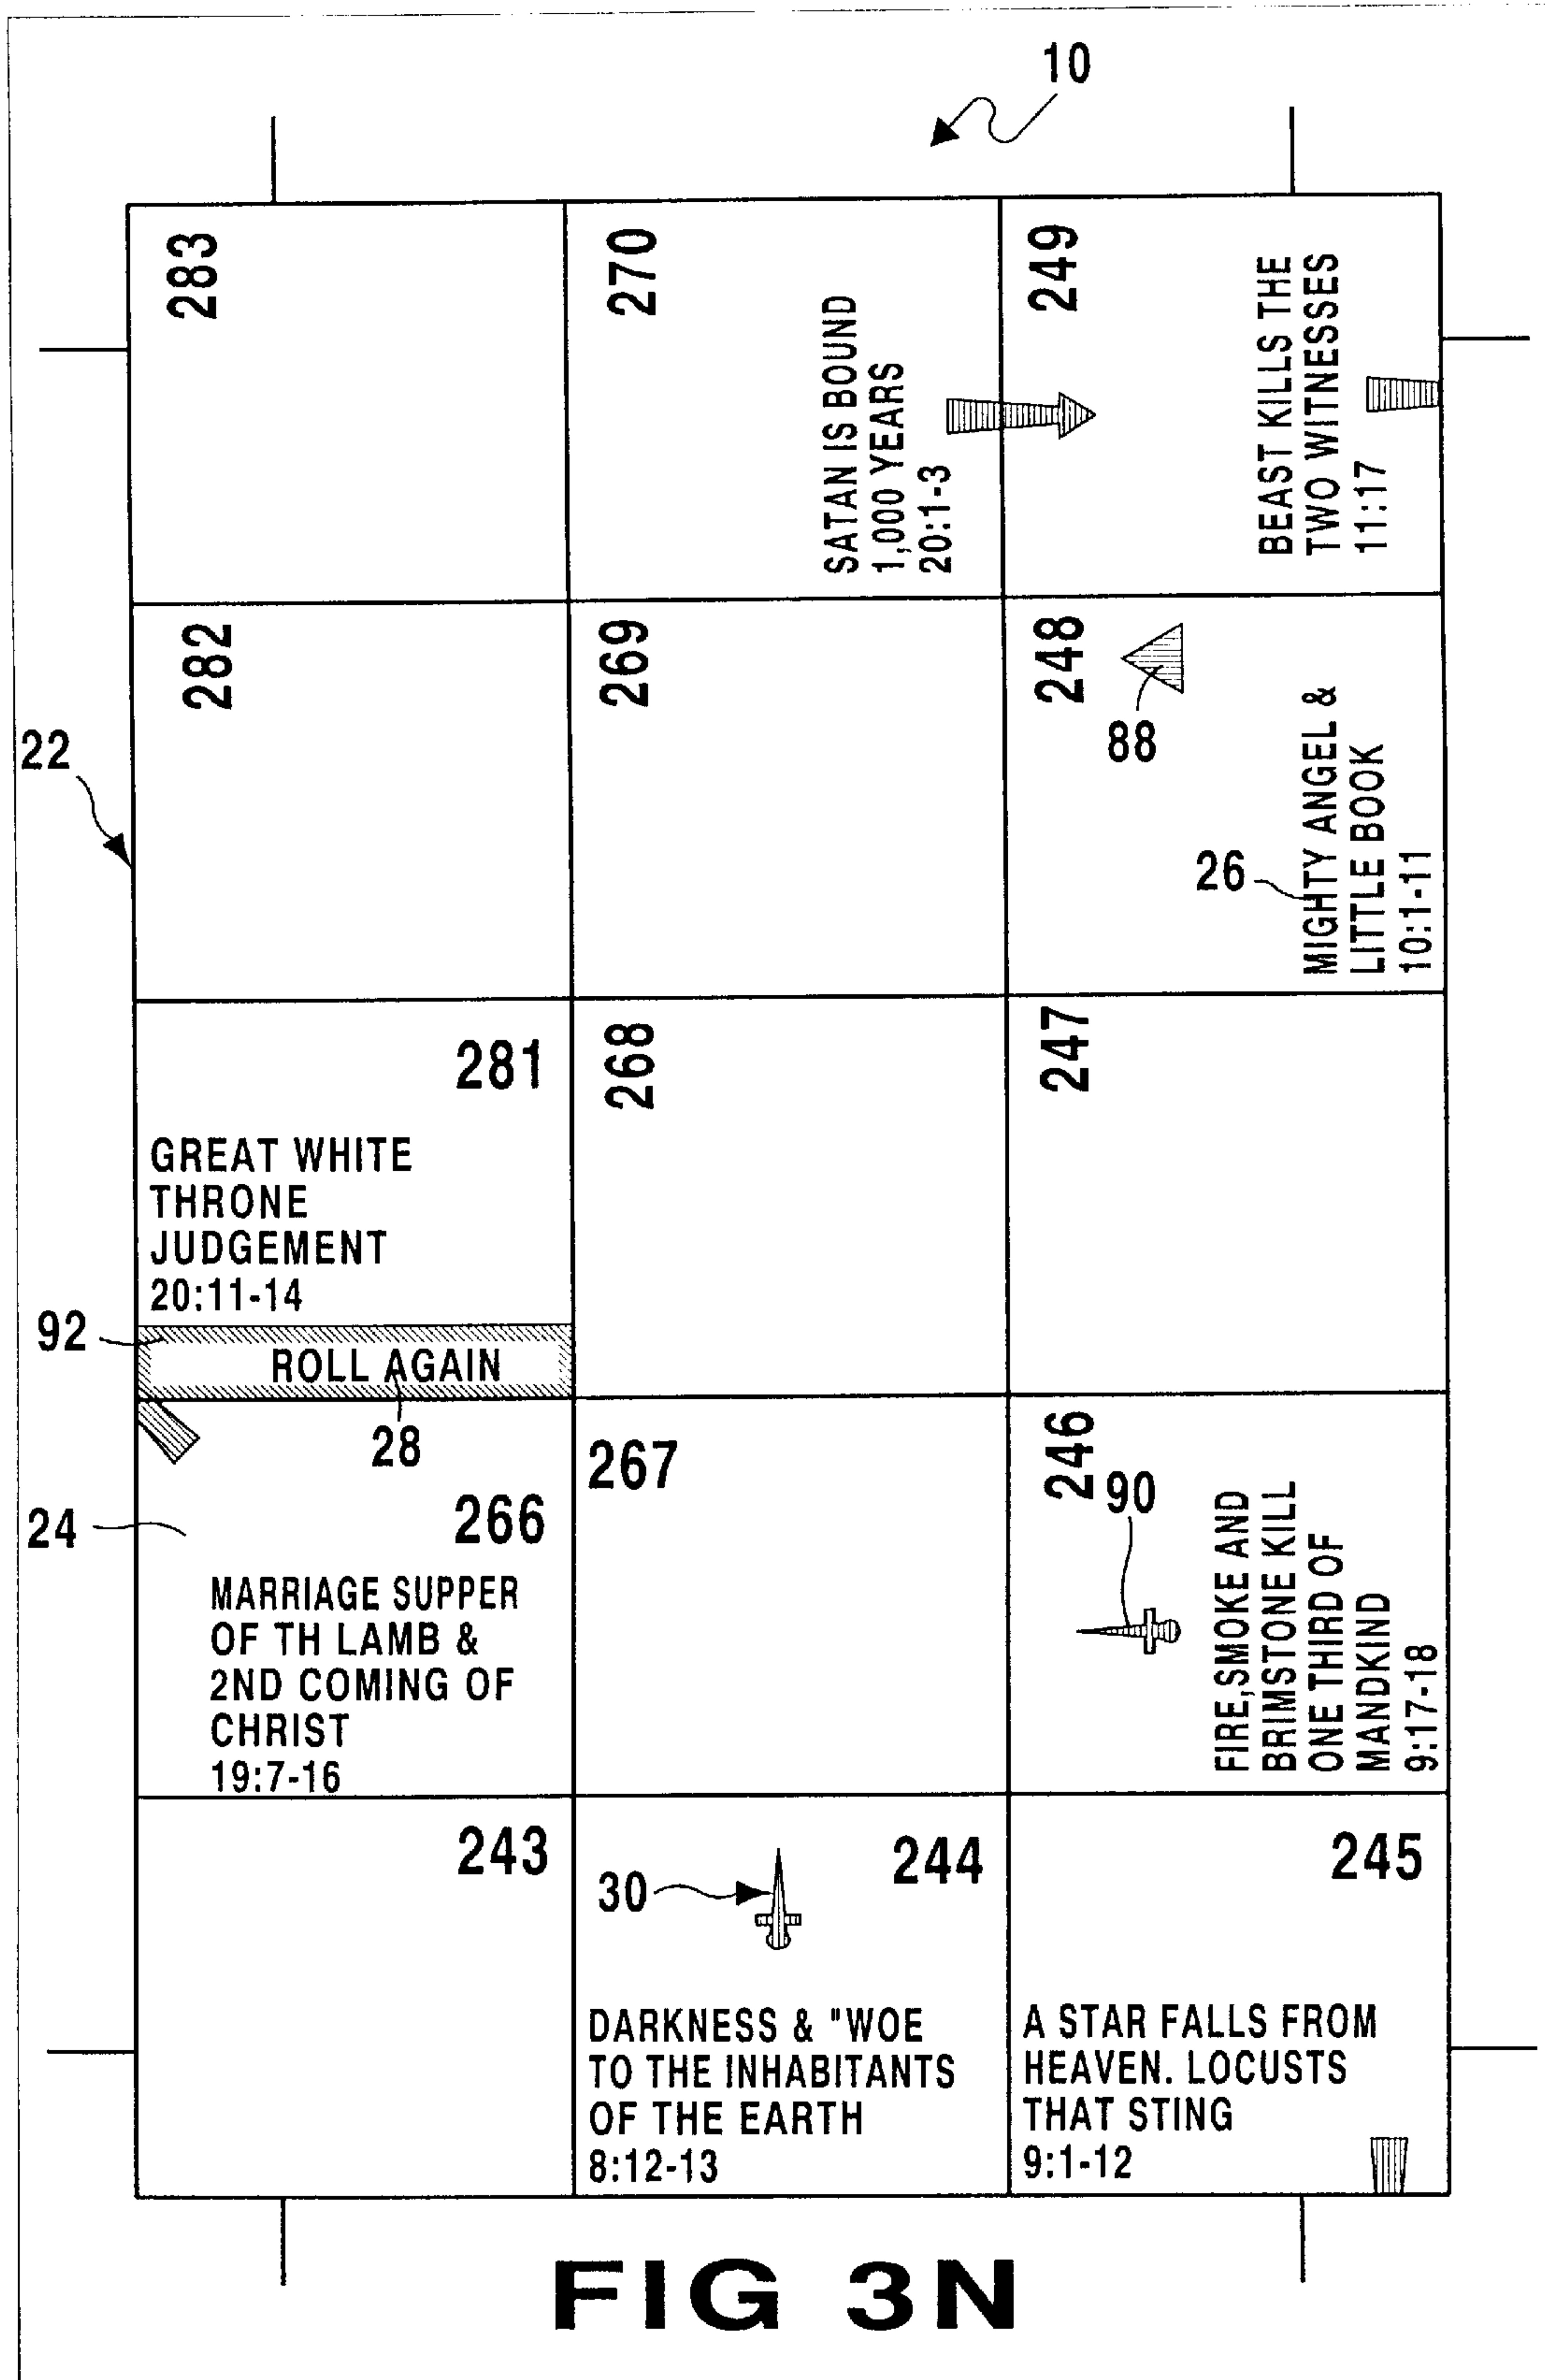 10
283
270
SATAN IS BOUND
1,000 YEARS
20:1-3
249
BEAST KILLS THE
TWO WITNESSES
11:17
22
282
269
248
88
26
MIGHTY ANGEL &
LITTLE BOOK
10:1-11
281
GREAT WHITE
THRONE
JUDGEMENT
20:11-14
92
ROLL AGAIN
28
268
247
24
266
MARRIAGE SUPPER
OF TH LAMB &
2ND COMING OF
CHRIST
19:7-16
267
246
90
FIRE,SMOKE AND
BRIMSTONE KILL
ONE THIRD OF
MANDKIND
9:17-18
243
30
244
DARKNESS & "WOE
TO THE INHABITANTS
OF THE EARTH
8:12-13
245
A STAR FALLS FROM
HEAVEN. LOCUSTS
THAT STING
9:1-12
FIG 3N